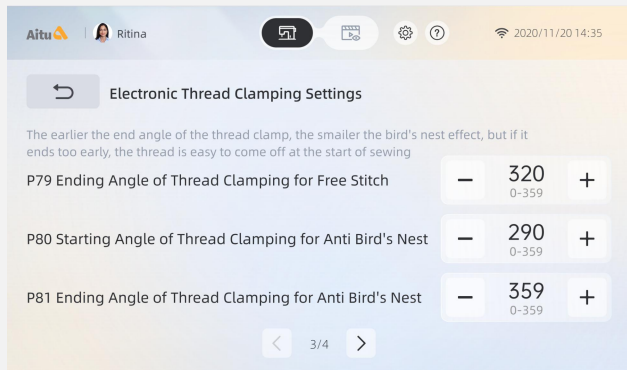 Aitu
Ritina
2020/11/20 14:35
Electronic Thread Clamping Settings
The earlier the end angle of the thread clamp, the smaller the bird's nest effect, but if it
ends too early, the thread is easy to come off at the start of sewing
P79 Ending Angle of Thread Clamping for Free Stitch
− 320 +
0-359
P80 Starting Angle of Thread Clamping for Anti Bird's Nest
− 290 +
0-359
P81 Ending Angle of Thread Clamping for Anti Bird's Nest
− 359 +
0-359
< 3/4 >